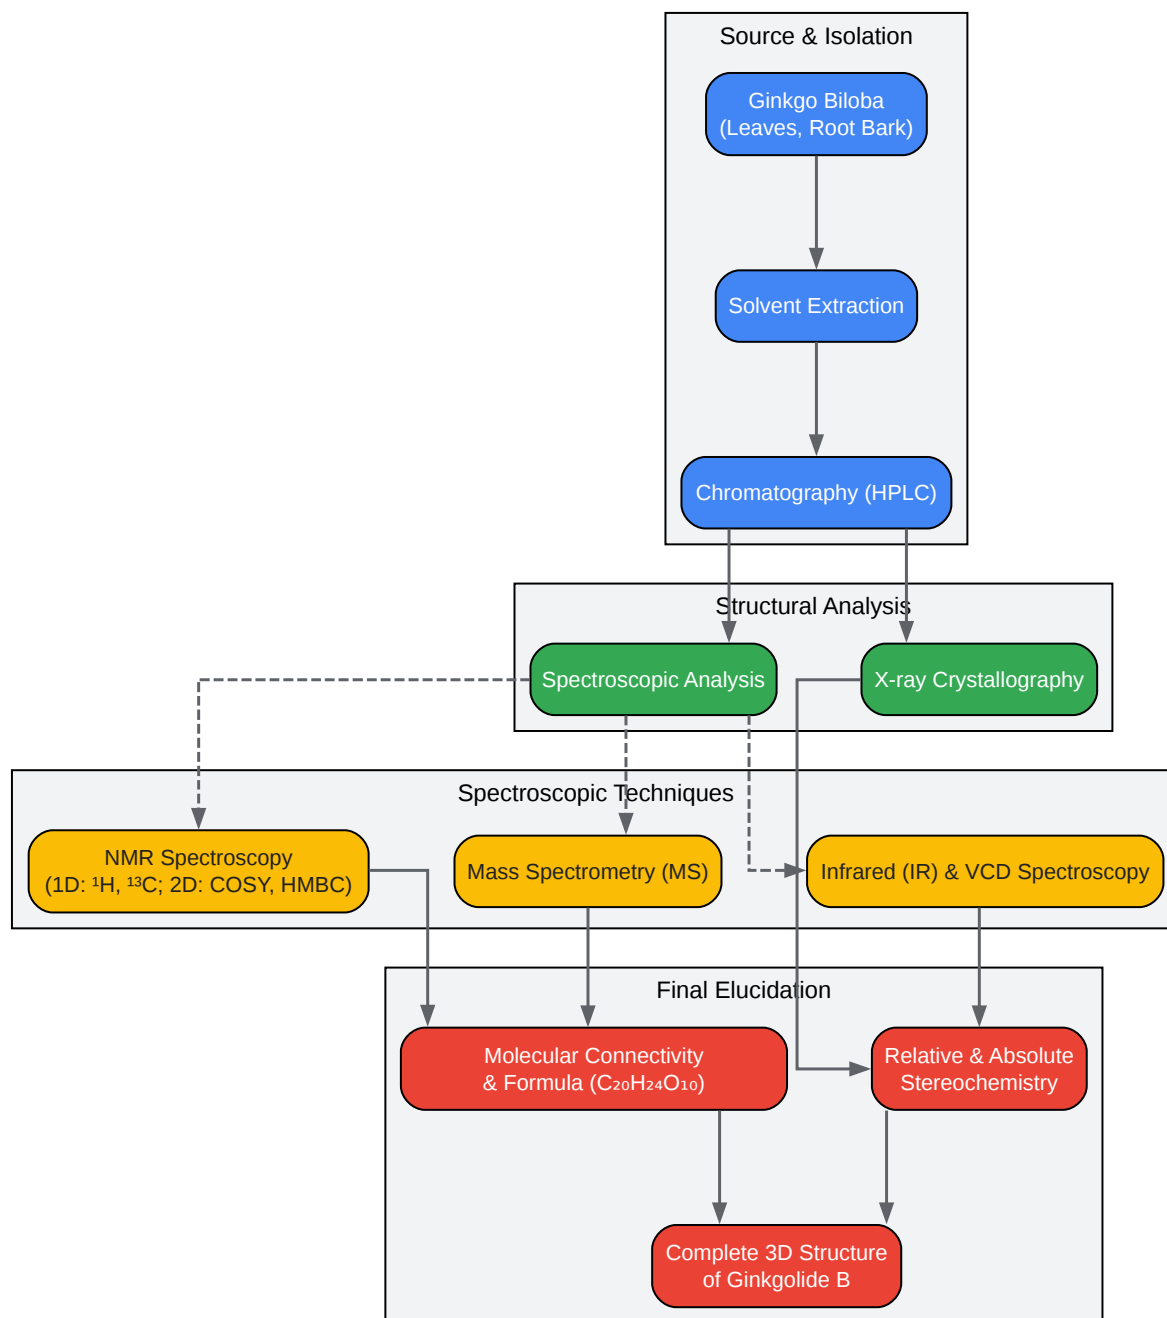 Source & Isolation
Ginkgo Biloba
(Leaves, Root Bark)
Solvent Extraction
Chromatography (HPLC)
Structural Analysis
Spectroscopic Analysis
X-ray Crystallography
Spectroscopic Techniques
NMR Spectroscopy
(1D: ¹H, ¹³C; 2D: COSY, HMBC)
Mass Spectrometry (MS)
Infrared (IR) & VCD Spectroscopy
Final Elucidation
Molecular Connectivity
& Formula (C₂₀H₂₄O₁₀)
Relative & Absolute
Stereochemistry
Complete 3D Structure
of Ginkgolide B